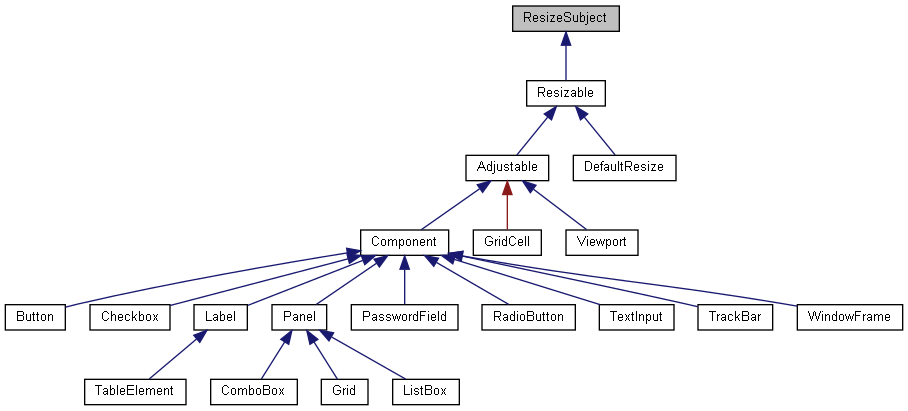 ResizeSubject
Resizable
Adjustable
DefaultResize
Component
GridCell
Viewport
Button
Checkbox
Label
Panel
PasswordField
RadioButton
TextInput
TrackBar
WindowFrame
TableElement
ComboBox
Grid
ListBox